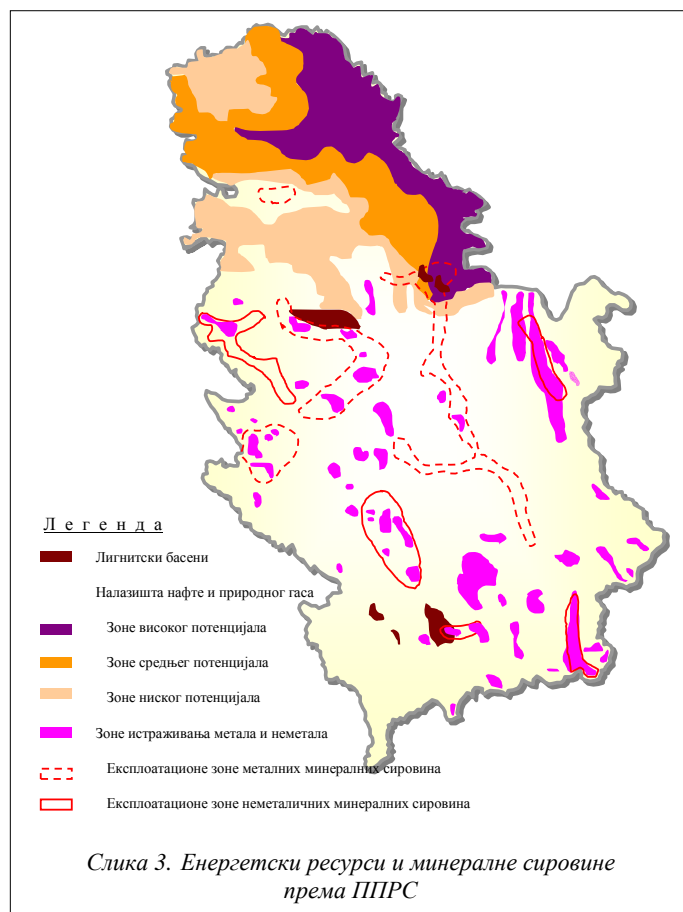 Л е г е н д а
Лигнитски басени
Налазишта нафте и природног гаса
Зоне високог потенцијала
Зоне средњег потенцијала
Зоне ниског потенцијала
Зоне истраживања метала и неметала
Експлоатационе зоне металних минералних сировина
Експлоатационе зоне неметаличних минералних сировина
Слика 3. Енергетски ресурси и минералне сировине
према ППРС